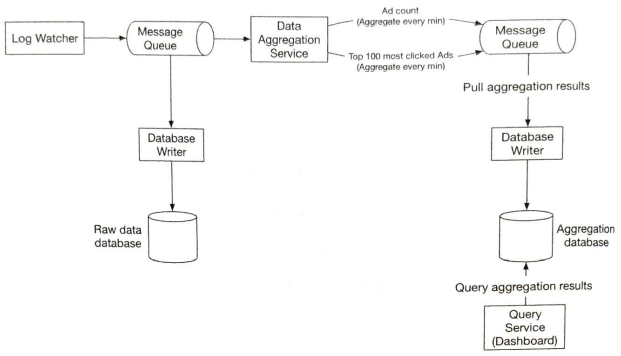 Log Watcher
Message
Queue
Data
Aggregation
Service
Ad count
(Aggregate every min)
Top 100 most clicked Ads
(Aggregate every min)
Message
Queue
Pull aggregation results
Database
Writer
Database
Writer
Raw data
database
Aggregation
database
Query aggregation results
Query
Service
(Dashboard)